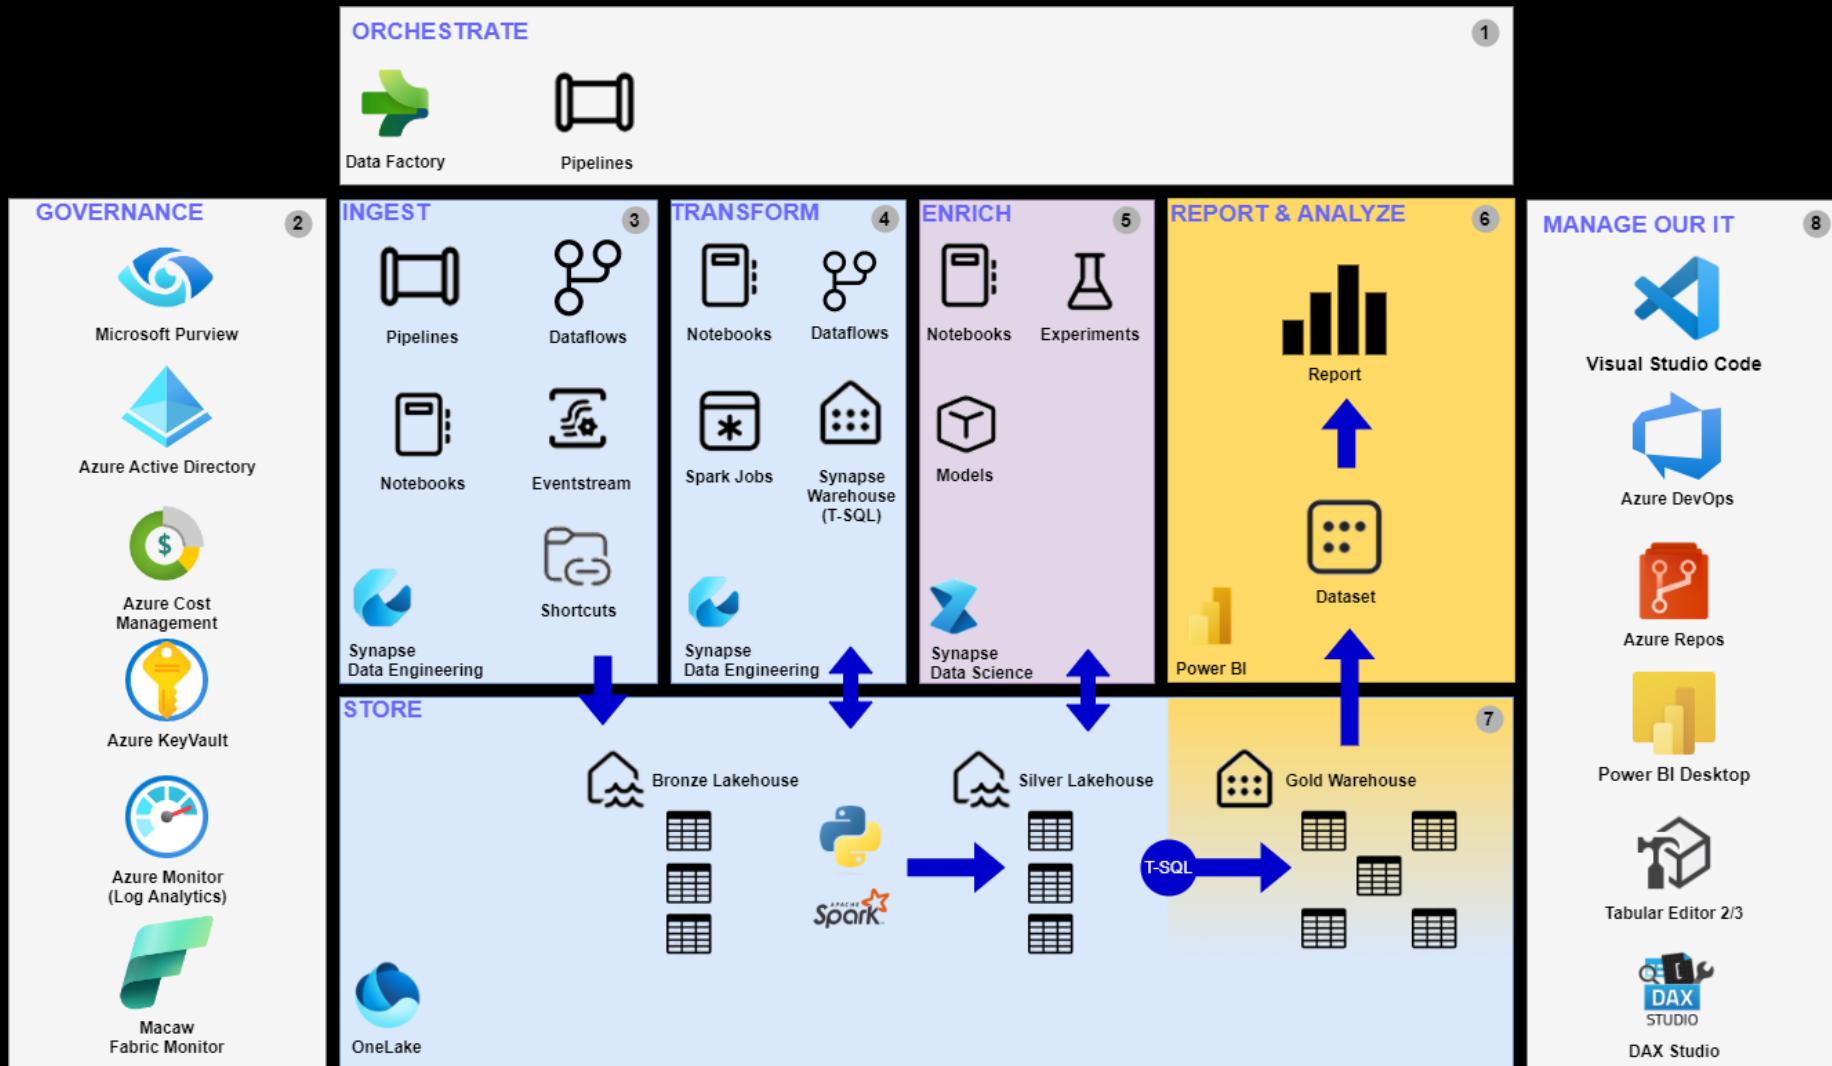 ORCHESTRATE
1
Data Factory
Pipelines
GOVERNANCE
2
Microsoft Purview
Azure Active Directory
$
Azure Cost
Management
Azure KeyVault
Azure Monitor
(Log Analytics)
Macaw
Fabric Monitor
INGEST
3
Pipelines
Dataflows
Notebooks
Eventstream
Shortcuts
Synapse
Data Engineering
TRANSFORM
4
Notebooks
Dataflows
Spark Jobs
Synapse
Warehouse
(T-SQL)
Synapse
Data Engineering
ENRICH
5
Notebooks
Experiments
Models
Synapse
Data Science
REPORT & ANALYZE
6
Report
Dataset
Power BI
STORE
7
Bronze Lakehouse
APACHE
Spark
Silver Lakehouse
T-SQL
Gold Warehouse
OneLake
MANAGE OUR IT
8
Visual Studio Code
Azure DevOps
Azure Repos
Power BI Desktop
Tabular Editor 2/3
DAX
STUDIO
DAX Studio